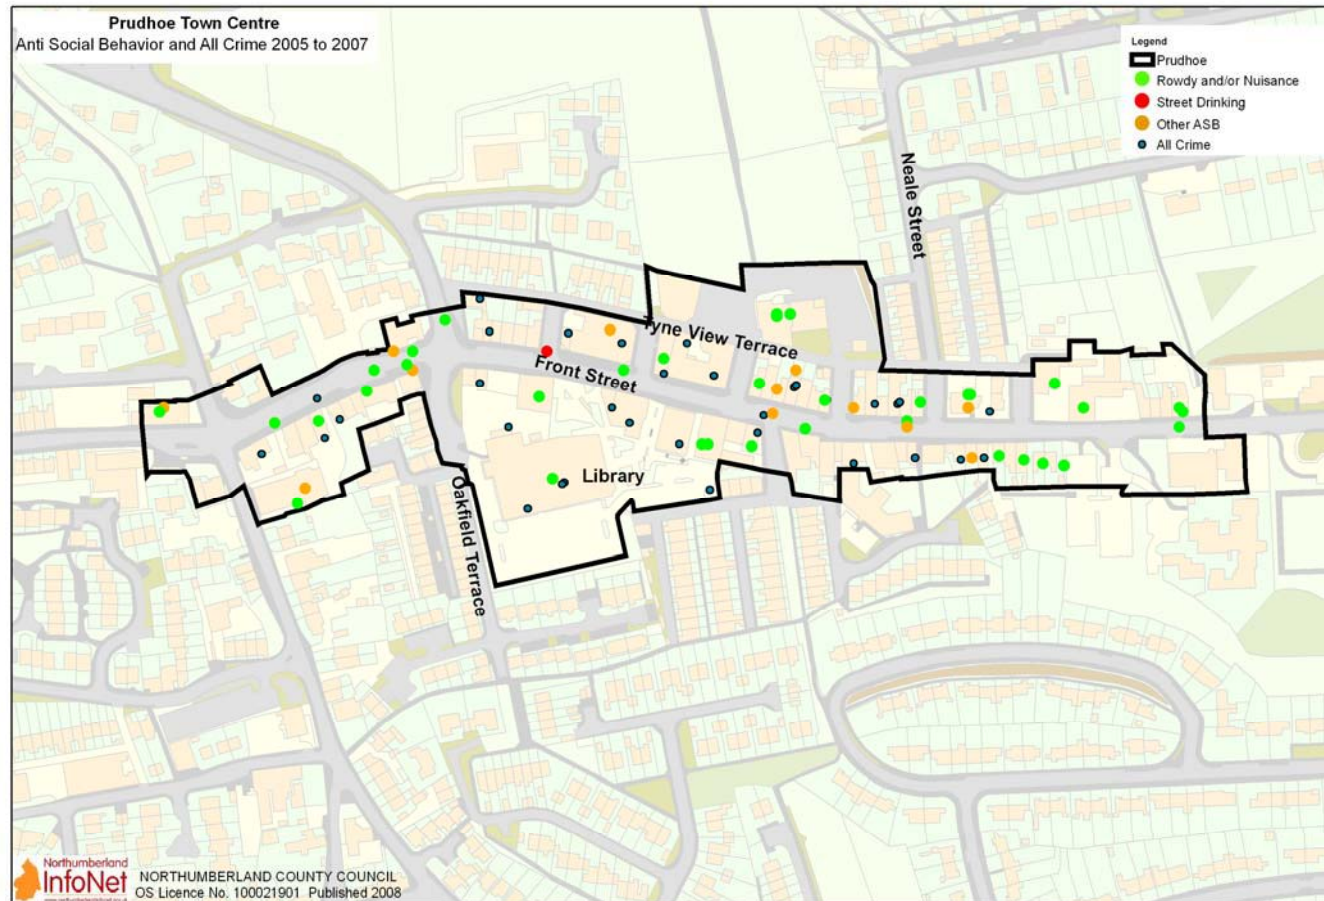 Prudhoe Town Centre
Anti Social Behavior and All Crime 2005 to 2007
Legend
Prudhoe
Rowdy and/or Nuisance
Street Drinking
Other ASB
All Crime
Neale Street
Tyne View Terrace
Front Street
Library
Oakfield Terrace
Northumberland
InfoNet
NORTHUMBERLAND COUNTY COUNCIL
OS Licence No. 100021901 Published 2008